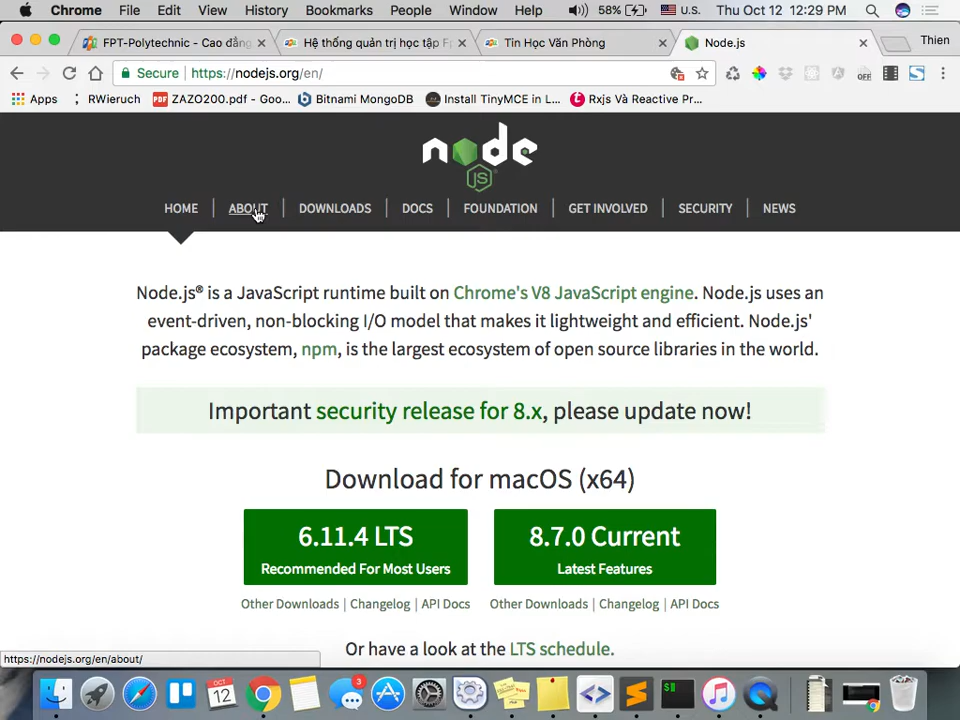 Chrome File Edit View History Bookmarks People Window Help 58% U.S. Thu Oct 12 12:29 PM
FPT-Polytechnic - Cao đẳng Hệ thống quản trị học tập F Tin Học Văn Phòng Node.js Thien
Secure https://nodejs.org/en/ OFF
Apps RWieruch PDF ZAZO200.pdf - Goo... Bitnami MongoDB Install TinyMCE in L... Rxjs Và Reactive Pr...
node
JS
HOME ABOUT DOWNLOADS DOCS FOUNDATION GET INVOLVED SECURITY NEWS
Node.js® is a JavaScript runtime built on Chrome's V8 JavaScript engine. Node.js uses an
event-driven, non-blocking I/O model that makes it lightweight and efficient. Node.js'
package ecosystem, npm, is the largest ecosystem of open source libraries in the world.
Important security release for 8.x, please update now!
Download for macOS (x64)
6.11.4 LTS 8.7.0 Current
Recommended For Most Users Latest Features
Other Downloads | Changelog | API Docs Other Downloads | Changelog | API Docs
Or have a look at the LTS schedule.
https://nodejs.org/en/about/
OCT
12
3